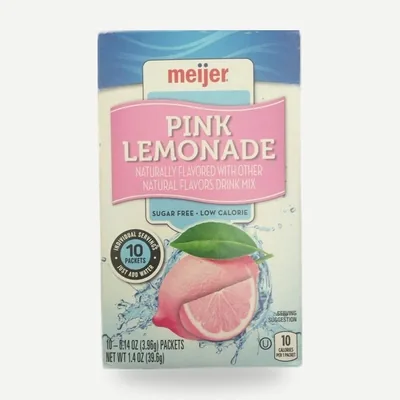 meijer
PINK
LEMONADE
NATURALLY FLAVORED WITH OTHER
NATURAL FLAVORS DRINK MIX
SUGAR FREE • LOW CALORIE
INDIVIDUAL SERVINGS
10
PACKETS
JUST ADD WATER
SERVING
SUGGESTION
U
10
CALORIES
PER 1 PACKET
10 – 0.14 OZ (3.96g) PACKETS
NET WT 1.4 OZ (39.6g)